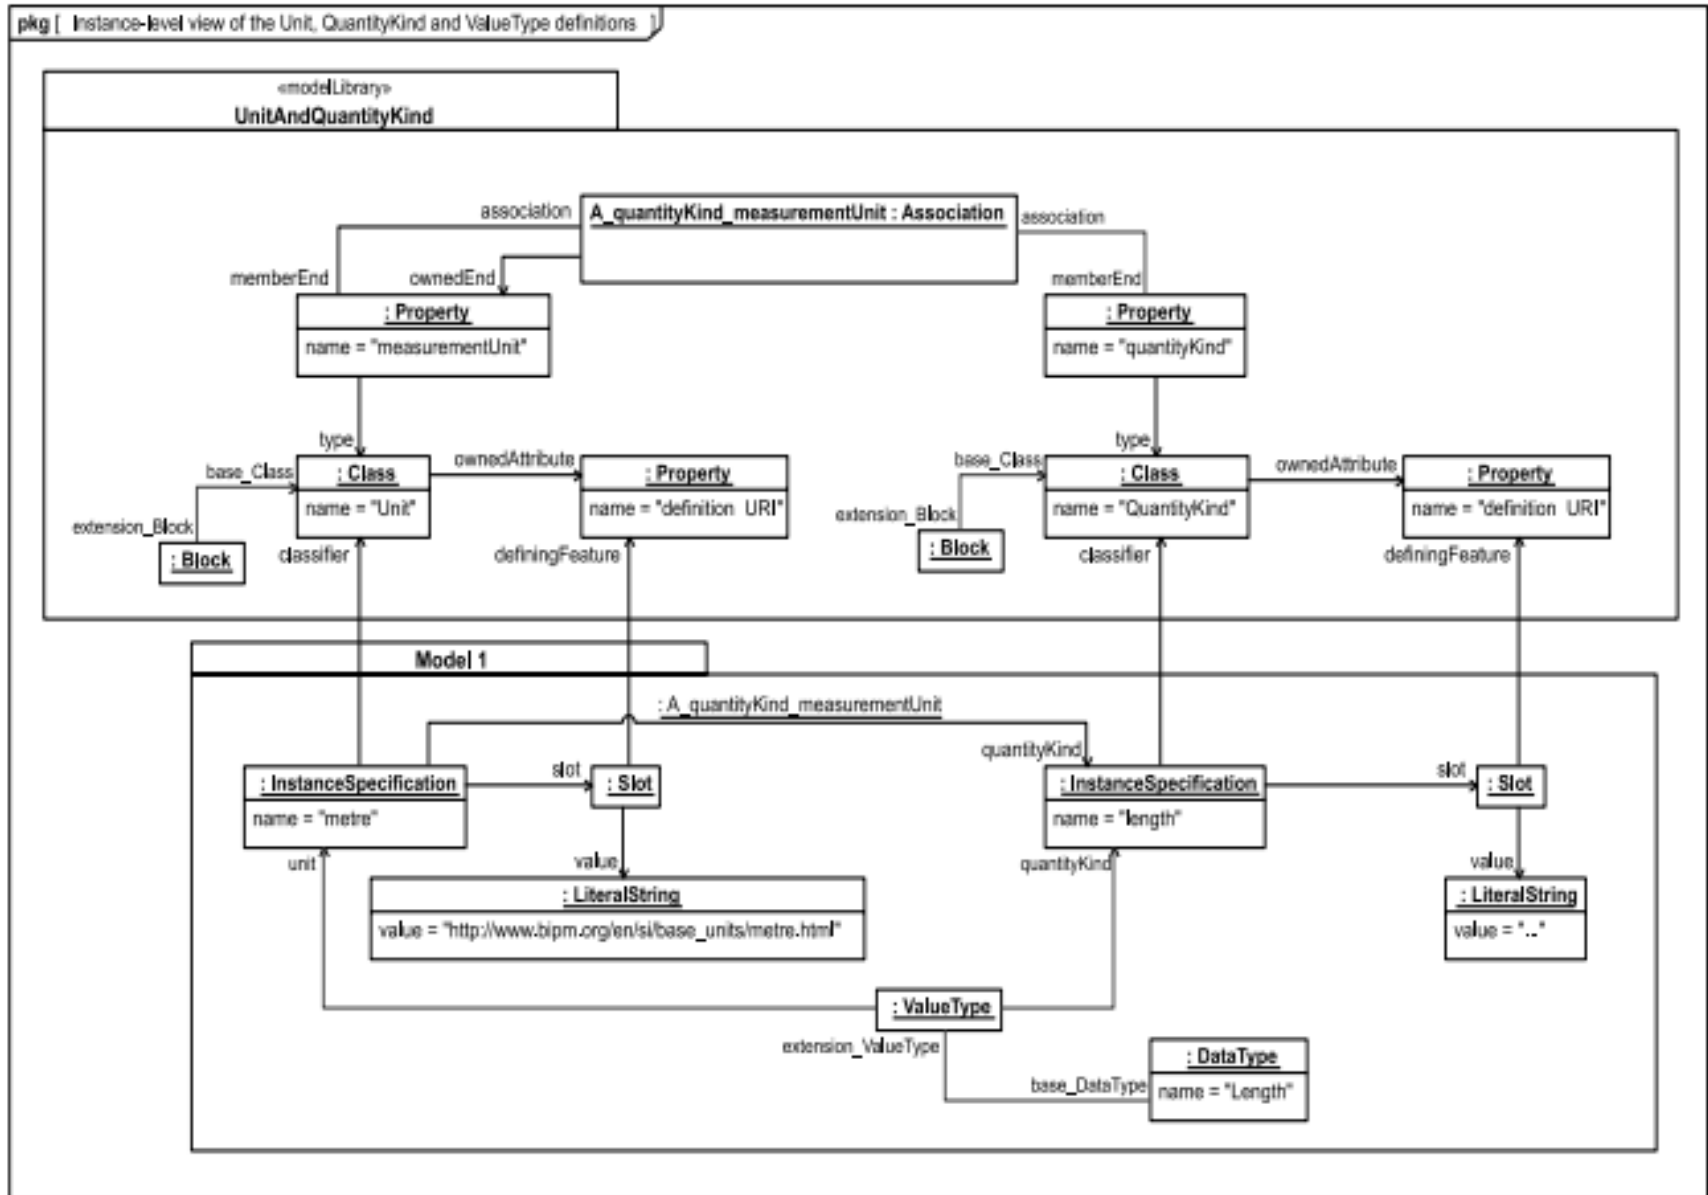 pkg [ Instance-level view of the Unit, QuantityKind and ValueType definitions ]
«modelLibrary»
UnitAndQuantityKind
association
A_quantityKind_measurementUnit : Association
association
memberEnd
ownedEnd
memberEnd
: Property
name = "measurementUnit"
: Property
name = "quantityKind"
type
type
base_Class
: Class
name = "Unit"
ownedAttribute
: Property
name = "definition URI"
base_Class
: Class
name = "QuantityKind"
ownedAttribute
: Property
name = "definition URI"
extension_Block
: Block
classifier
definingFeature
extension_Block
: Block
classifier
definingFeature
Model 1
: A_quantityKind_measurementUnit
quantityKind
: InstanceSpecification
name = "metre"
slot
: Slot
: InstanceSpecification
name = "length"
slot
: Slot
unit
value
quantityKind
value
: LiteralString
value = "http://www.bipm.org/en/si/base_units/metre.html"
: LiteralString
value = "..."
: ValueType
extension_ValueType
base_DataType
: DataType
name = "Length"